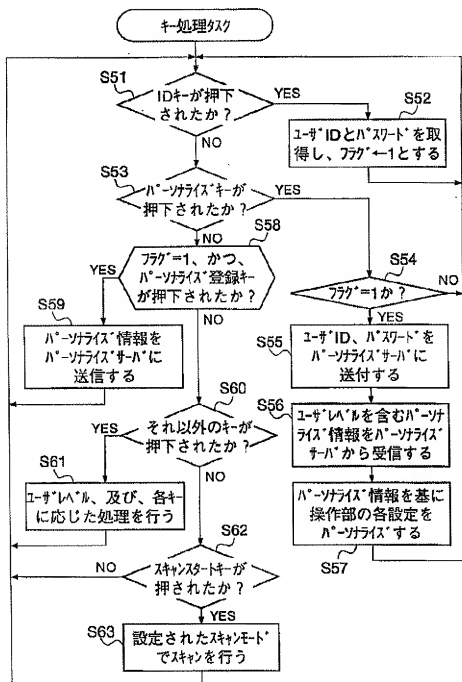 キー処理タスク
S51
IDキーが押下
されたか?
YES
NO
S52
ユーザIDとパスワードを取
得し、フラグ←1とする
S53
パーソナライズキーが
押下されたか?
YES
NO
S58
フラグ=1、かつ、
パーソナライズ登録キー
が押下されたか?
YES
NO
S54
フラグ=1か?
NO
YES
S59
パーソナライズ情報を
パーソナライズサーバに
送信する
S55
ユーザID、パスワードを
パーソナライズサーバに
送付する
S60
それ以外のキーが
押下されたか?
YES
NO
S56
ユーザレベルを含むパーソナ
ライズ情報をパーソナライズ
サーバから受信する
S61
ユーザレベル、及び、各キー
に応じた処理を行う
パーソナライズ情報を基に
操作部の各設定を
パーソナライズする
S57
S62
スキャンスタートキーが
押されたか?
NO
YES
S63
設定されたスキャンモード
でスキャンを行う